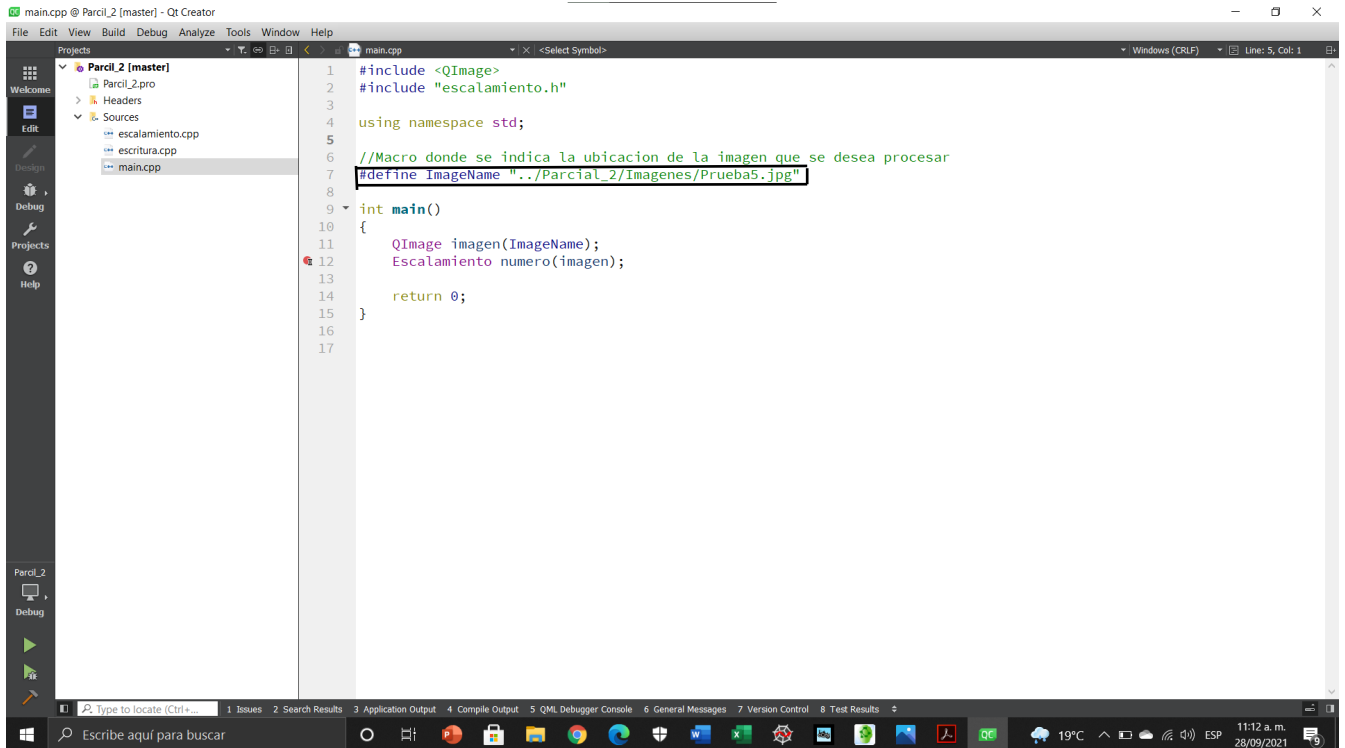 main.cpp @ Parcil_2 [master] - Qt Creator
File Edit View Build Debug Analyze Tools Window Help
Projects
main.cpp
<Select Symbol>
Windows (CRLF)
Line: 5, Col: 1
Welcome
Edit
Design
Debug
Projects
Help
Parcil_2 [master]
Parcil_2.pro
Headers
Sources
escalamiento.cpp
escritura.cpp
main.cpp
1 #include <QImage>
2 #include "escalamiento.h"
3
4 using namespace std;
5
6 //Macro donde se indica la ubicacion de la imagen que se desea procesar
7 #define ImageName "../Parcial_2/Imagenes/Prueba5.jpg"
8
9 int main()
10 {
11 QImage imagen(ImageName);
12 Escalamiento numero(imagen);
13
14 return 0;
15 }
16
17
Parcil_2
Debug
Type to locate (Ctrl+...
1 Issues 2 Search Results 3 Application Output 4 Compile Output 5 QML Debugger Console 6 General Messages 7 Version Control 8 Test Results
Escribe aquí para buscar
19°C
ESP
11:12 a. m.
28/09/2021
9